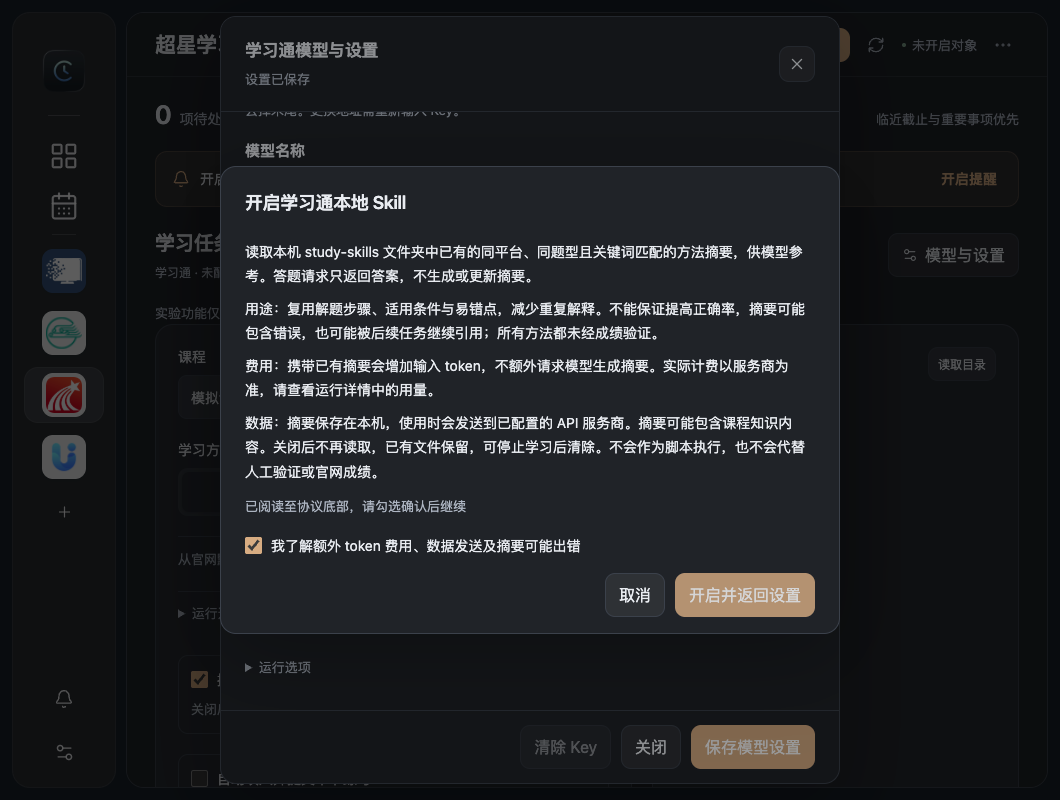 超星学
未开启对象
学习通模型与设置
设置已保存
0 项待处
临近截止与重要事项优先
模型名称
开启提醒
开启学习通本地 Skill
读取本机 study-skills 文件夹中已有的同平台、同题型且关键词匹配的方法摘要，供模型参
考。答题请求只返回答案，不生成或更新摘要。
用途：复用解题步骤、适用条件与易错点，减少重复解释。不能保证提高正确率，摘要可能
包含错误，也可能被后续任务继续引用；所有方法都未经成绩验证。
费用：携带已有摘要会增加输入 token，不额外请求模型生成摘要。实际计费以服务商为
准，请查看运行详情中的用量。
数据：摘要保存在本机，使用时会发送到已配置的 API 服务商。摘要可能包含课程知识内
容。关闭后不再读取，已有文件保留，可停止学习后清除。不会作为脚本执行，也不会代替
人工验证或官网成绩。
已阅读至协议底部，请勾选确认后继续
我了解额外 token 费用、数据发送及摘要可能出错
取消
开启并返回设置
学习任
模型与设置
学习通 · 未
实验功能仅
课程
读取目录
模拟
学习方
从官网
运行
运行选项
关闭
清除 Key
关闭
保存模型设置